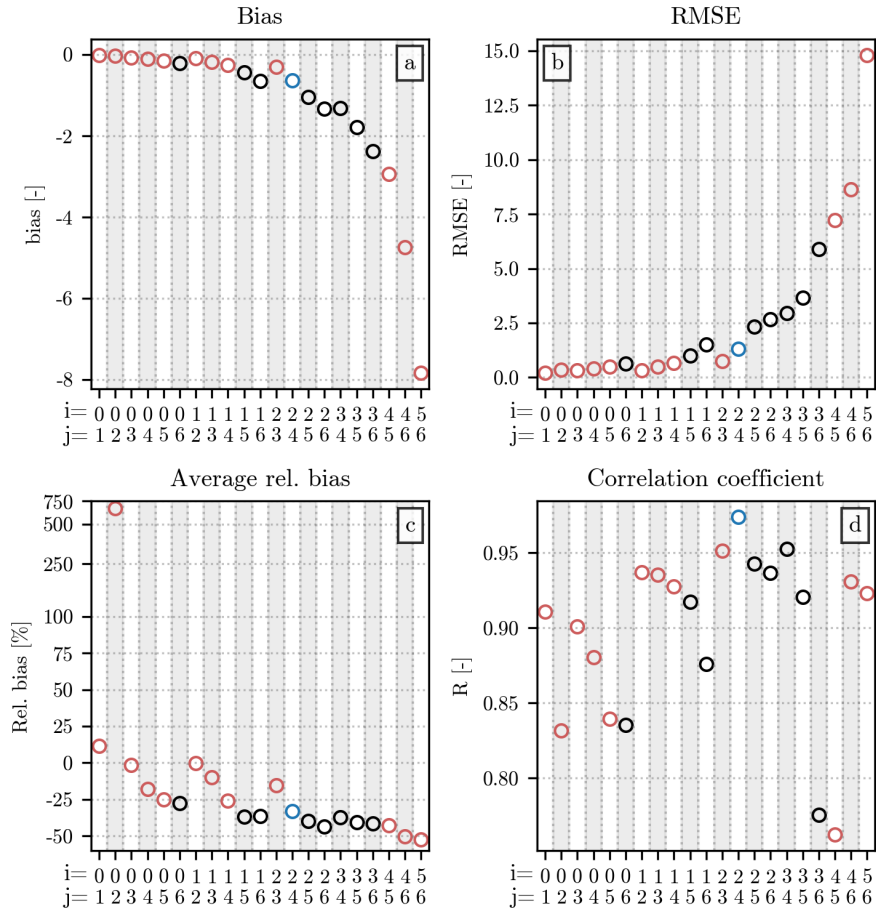 Bias
RMSE
a
b
0
-2
-4
-6
-8
bias [-]
15.0
12.5
10.0
7.5
5.0
2.5
0.0
RMSE [-]
i= 0 0 0 0 0 0 1 1 1 1 1 2 2 2 2 3 3 3 4 4 5
j= 1 2 3 4 5 6 2 3 4 5 6 3 4 5 6 4 5 6 5 6 6
i= 0 0 0 0 0 0 1 1 1 1 1 2 2 2 2 3 3 3 4 4 5
j= 1 2 3 4 5 6 2 3 4 5 6 3 4 5 6 4 5 6 5 6 6
Average rel. bias
Correlation coefficient
c
d
750
500
250
100
75
50
25
0
-25
-50
Rel. bias [%]
0.95
0.90
0.85
0.80
R [-]
i= 0 0 0 0 0 0 1 1 1 1 1 2 2 2 2 3 3 3 4 4 5
j= 1 2 3 4 5 6 2 3 4 5 6 3 4 5 6 4 5 6 5 6 6
i= 0 0 0 0 0 0 1 1 1 1 1 2 2 2 2 3 3 3 4 4 5
j= 1 2 3 4 5 6 2 3 4 5 6 3 4 5 6 4 5 6 5 6 6